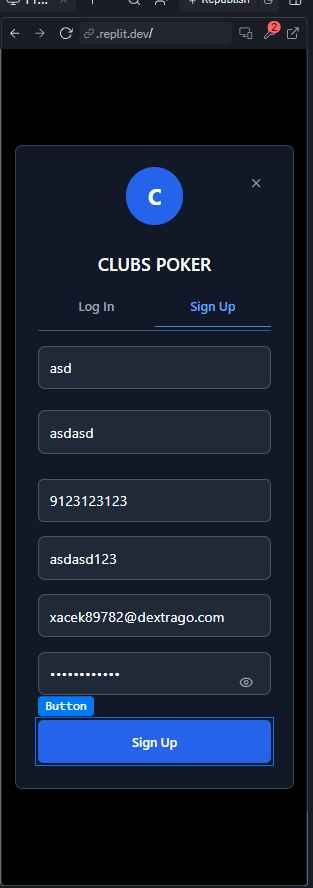 Republish
2
.replit.dev/
C
CLUBS POKER
Log In
Sign Up
asd
asdasd
9123123123
asdasd123
xacek89782@dextrago.com
••••••••••••
Button
Sign Up